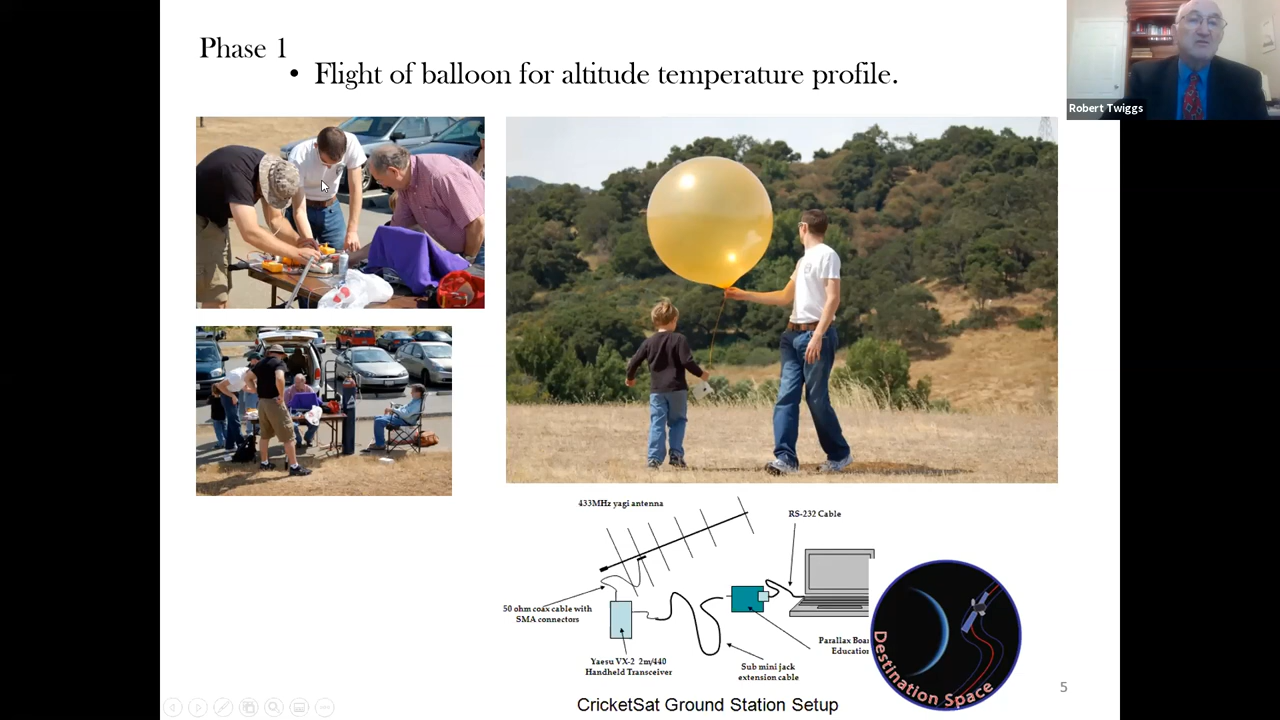 Phase 1
• Flight of balloon for altitude temperature profile.
Robert Twiggs
433MHz yagi antenna
RS-232 Cable
50 ohm coax cable with
SMA connectors
Parallax Boar
Education
Yaesu VX-2 2m/440
Handheld Transceiver
Sub mini jack
extension cable
CricketSat Ground Station Setup
Destination Space
5